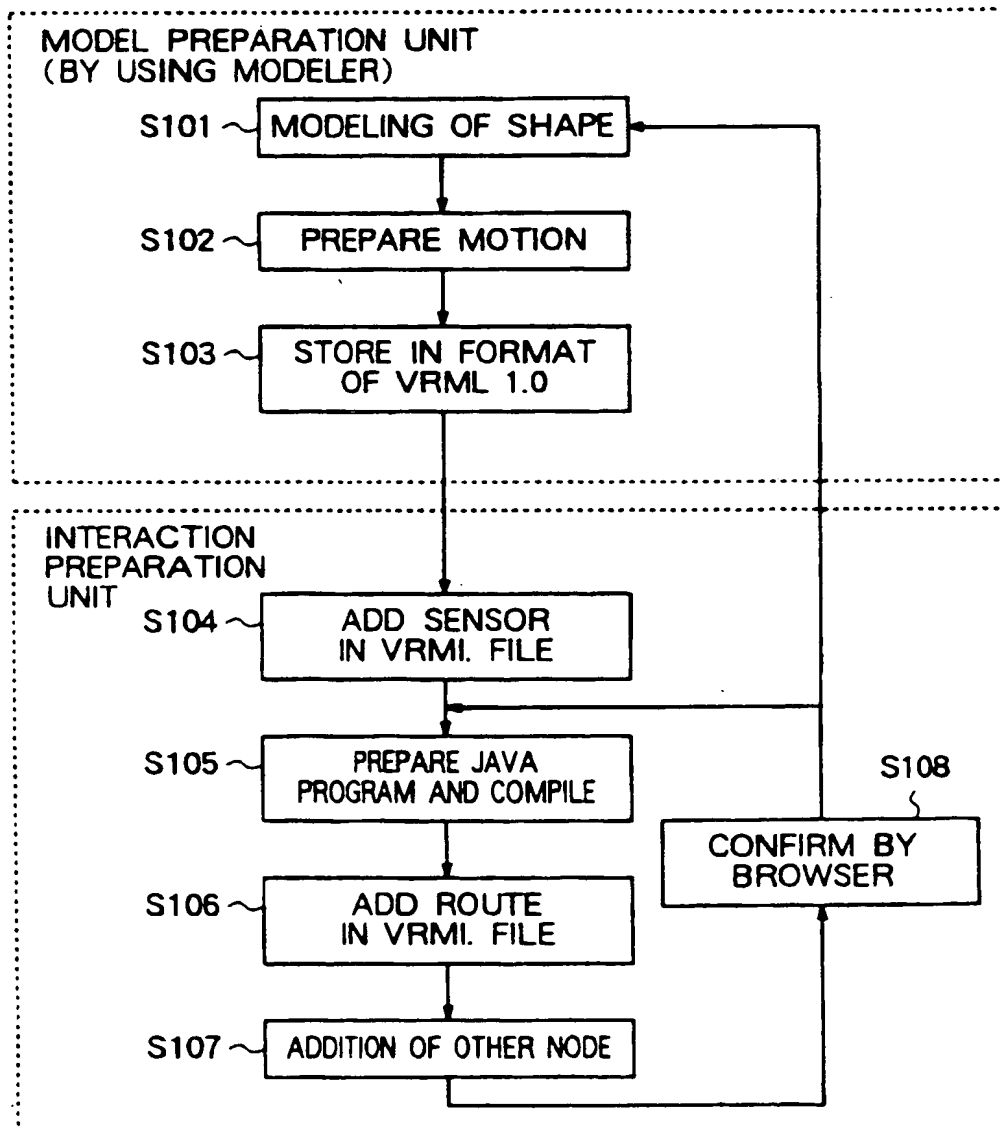 MODEL PREPARATION UNIT
(BY USING MODELER)
S101
MODELING OF SHAPE
S102
PREPARE MOTION
S103
STORE IN FORMAT
OF VRML 1.0
INTERACTION
PREPARATION
UNIT
S104
ADD SENSOR
IN VRMI. FILE
S105
PREPARE JAVA
PROGRAM AND COMPILE
S108
CONFIRM BY
BROWSER
S106
ADD ROUTE
IN VRMI. FILE
S107
ADDITION OF OTHER NODE